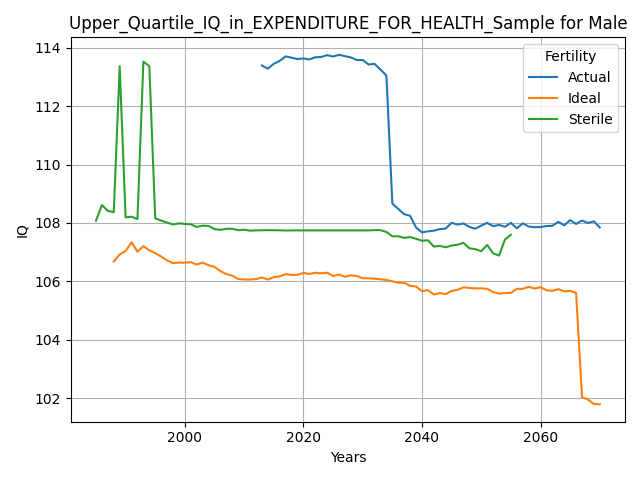 Upper_Quartile_IQ_in_EXPENDITURE_FOR_HEALTH_Sample for Male
114
112
110
108
106
104
102
IQ
2000
2020
2040
2060
Years
Fertility
Actual
Ideal
Sterile